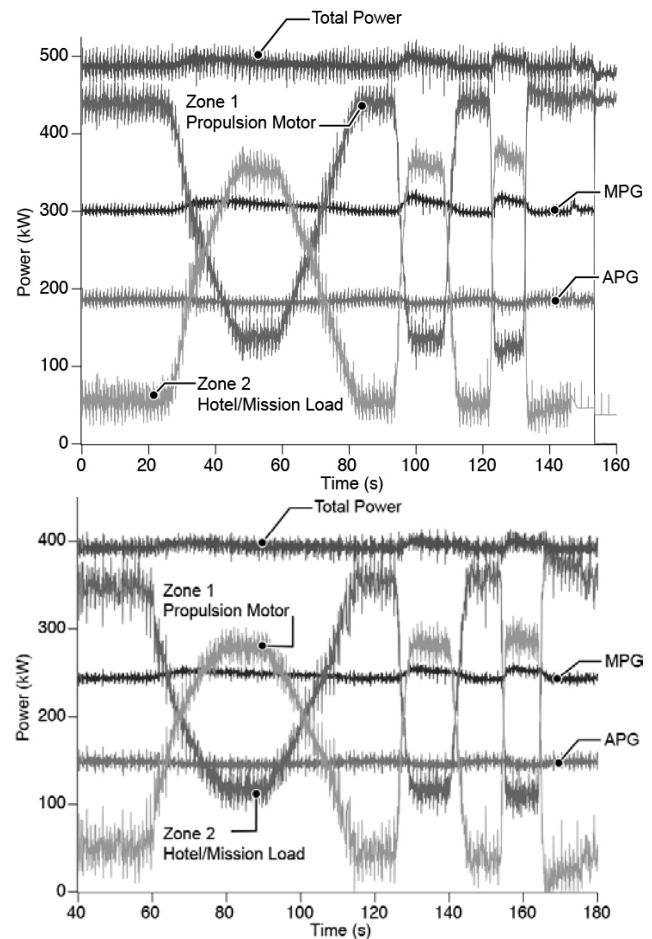 Total Power
500
Zone 1
Propulsion Motor
400
MPG
300
Power (kW)
200
APG
100
Zone 2
Hotel/Mission Load
0
0 20 40 60 80 100 120 140 160
Time (s)
Total Power
400
Zone 1
Propulsion Motor
300
MPG
Power (kW)
200
APG
100
Zone 2
Hotel/Mission Load
0
40 60 80 100 120 140 160 180
Time (s)